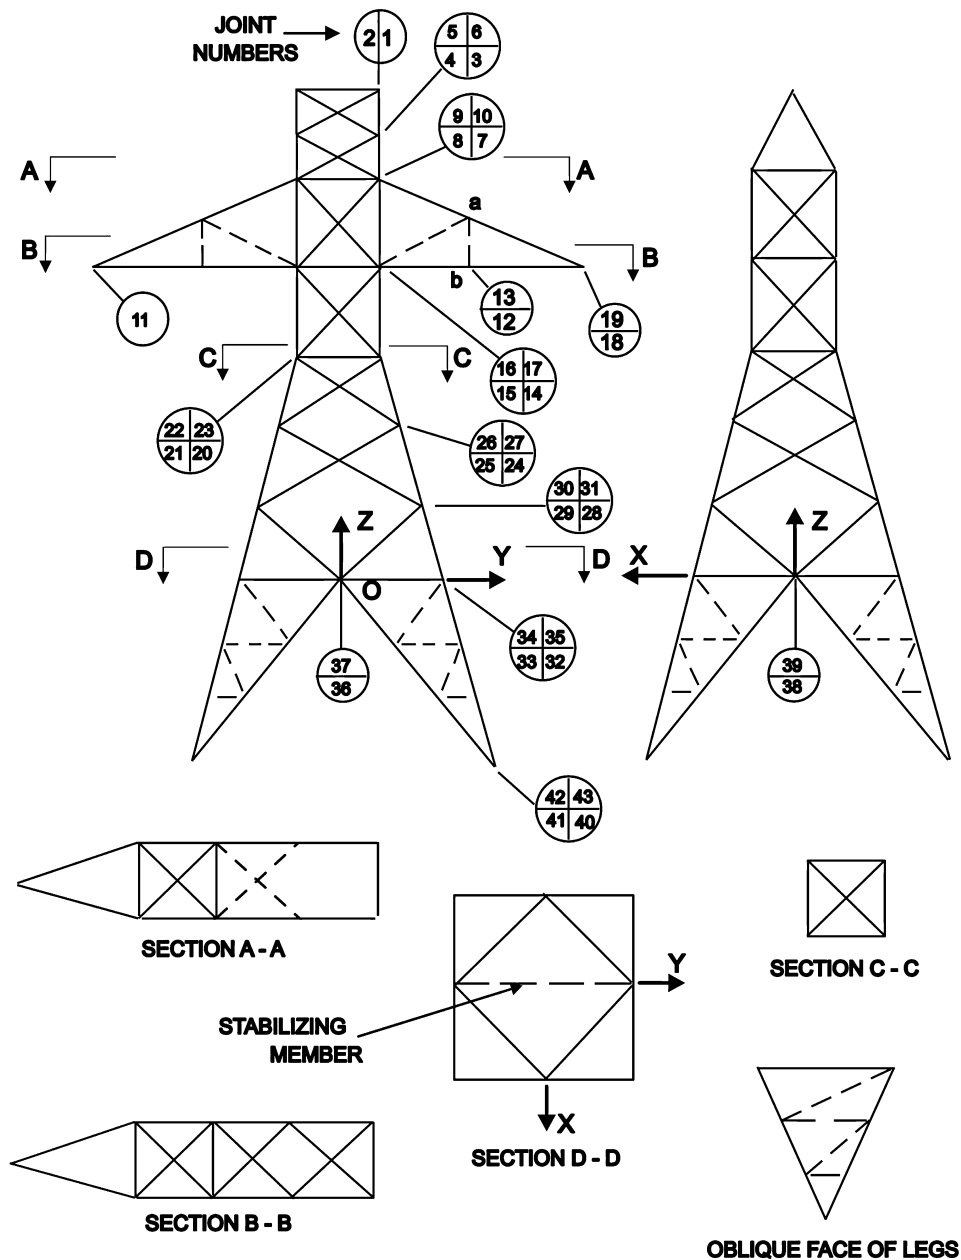 JOINT
NUMBERS
2 1
5 6
4 3
9 10
8 7
A A
a
B B
b
13
12
11
19
18
C C
16 17
15 14
22 23
21 20
26 27
25 24
30 31
29 28
Z Z
D D
Y X
O
34 35
33 32
37
36
39
38
42 43
41 40
SECTION A - A
Y
SECTION C - C
STABILIZING
MEMBER
X
SECTION D - D
SECTION B - B
OBLIQUE FACE OF LEGS